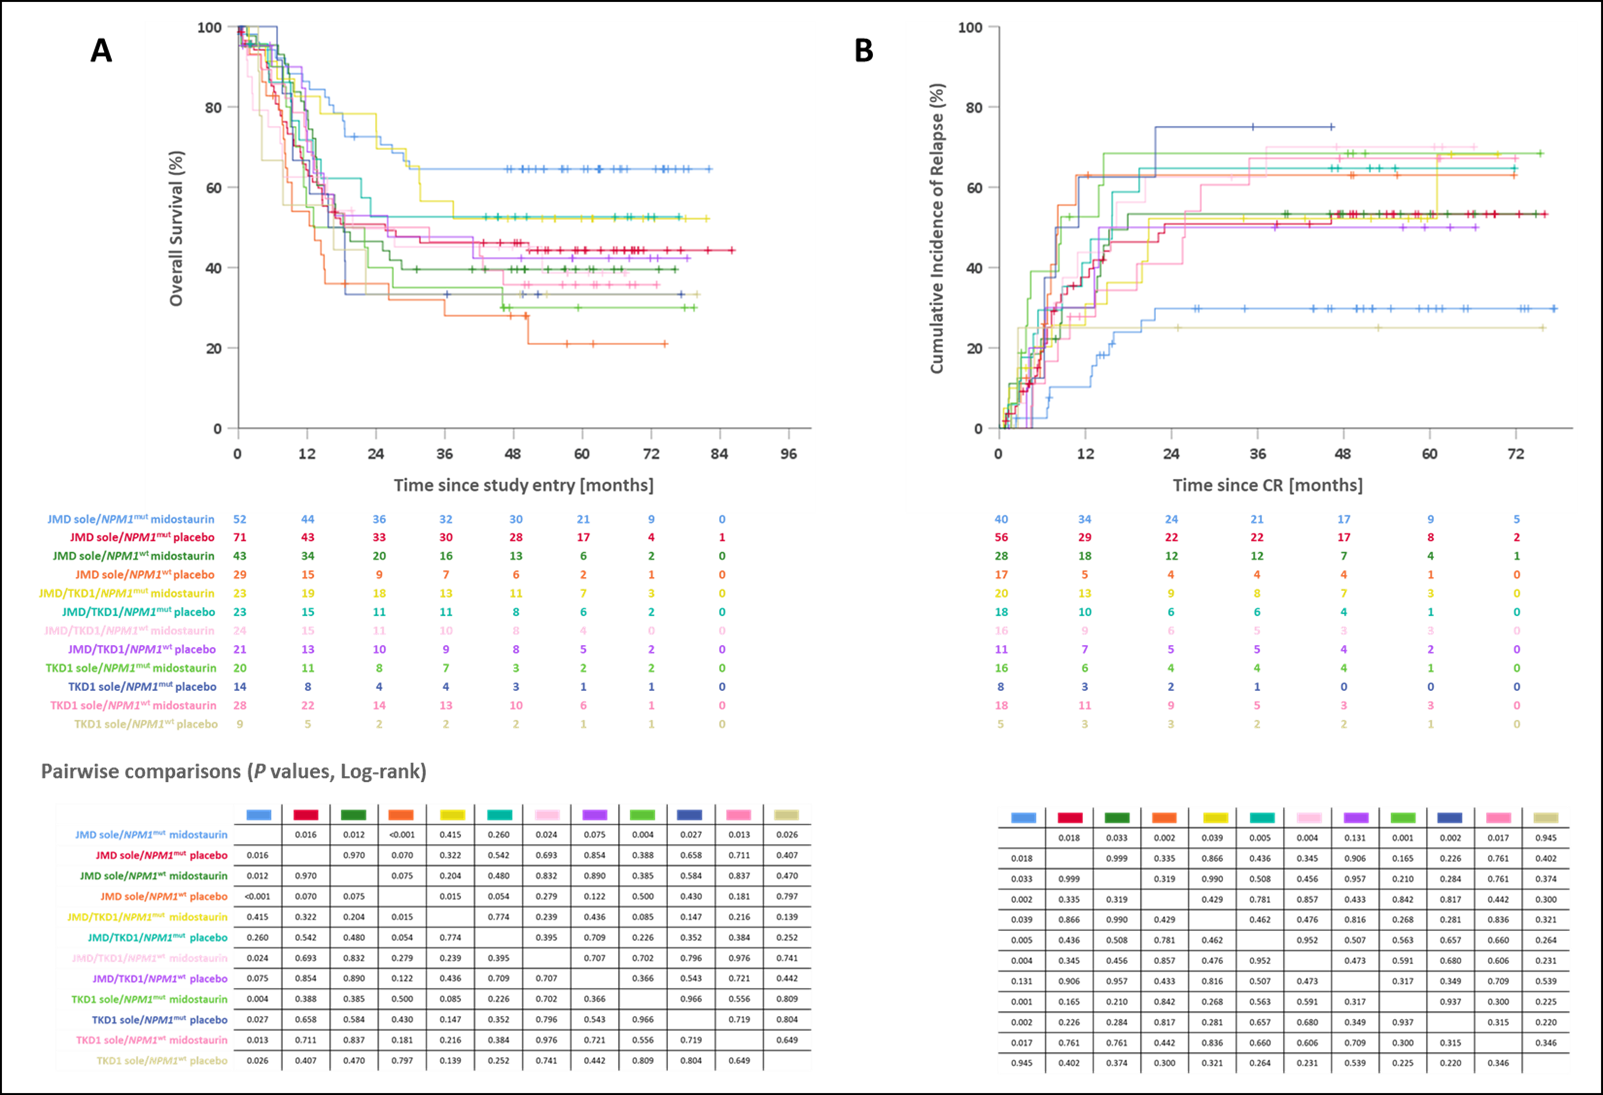 A
B
Overall Survival (%)
100
80
60
40
20
0
0 12 24 36 48 60 72 84 96
Time since study entry [months]
Cumulative Incidence of Relapse (%)
100
80
60
40
20
0
0 12 24 36 48 60 72
Time since CR [months]
JMD sole/NPM1mut midostaurin 52 44 36 32 30 21 9 0 40 34 24 21 17 9 5
JMD sole/NPM1mut placebo 71 43 33 30 28 17 4 1 56 29 22 22 17 8 2
JMD sole/NPM1wt midostaurin 43 34 20 16 13 6 2 0 28 18 12 12 7 4 1
JMD sole/NPM1wt placebo 29 15 9 7 6 2 1 0 17 5 4 4 4 1 0
JMD/TKD1/NPM1mut midostaurin 23 19 18 13 11 7 3 0 20 13 9 8 7 3 0
JMD/TKD1/NPM1mut placebo 23 15 11 11 8 6 2 0 18 10 6 6 4 1 0
JMD/TKD1/NPM1wt midostaurin 24 15 11 10 8 4 0 0 16 9 6 5 3 3 0
JMD/TKD1/NPM1wt placebo 21 13 10 9 8 5 2 0 11 7 5 5 4 2 0
TKD1 sole/NPM1mut midostaurin 20 11 8 7 3 2 2 0 16 6 4 4 4 1 0
TKD1 sole/NPM1mut placebo 14 8 4 4 3 1 1 0 8 3 2 1 0 0 0
TKD1 sole/NPM1wt midostaurin 28 22 14 13 10 6 1 0 18 11 9 5 3 3 0
TKD1 sole/NPM1wt placebo 9 5 2 2 2 1 1 0 5 3 3 2 2 1 0
Pairwise comparisons (P values, Log-rank)
JMD sole/NPM1mut midostaurin 0.016 0.012 <0.001 0.415 0.260 0.024 0.075 0.004 0.027 0.013 0.026
JMD sole/NPM1mut placebo 0.016 0.970 0.070 0.322 0.542 0.693 0.854 0.388 0.658 0.711 0.407
JMD sole/NPM1wt midostaurin 0.012 0.970 0.075 0.204 0.480 0.832 0.890 0.385 0.584 0.837 0.470
JMD sole/NPM1wt placebo <0.001 0.070 0.075 0.015 0.054 0.279 0.122 0.500 0.430 0.181 0.797
JMD/TKD1/NPM1mut midostaurin 0.415 0.322 0.204 0.015 0.774 0.239 0.436 0.085 0.147 0.216 0.139
JMD/TKD1/NPM1mut placebo 0.260 0.542 0.480 0.054 0.774 0.395 0.709 0.226 0.352 0.384 0.252
JMD/TKD1/NPM1wt midostaurin 0.024 0.693 0.832 0.279 0.239 0.395 0.707 0.702 0.796 0.976 0.741
JMD/TKD1/NPM1wt placebo 0.075 0.854 0.890 0.122 0.436 0.709 0.707 0.366 0.543 0.721 0.442
TKD1 sole/NPM1mut midostaurin 0.004 0.388 0.385 0.500 0.085 0.226 0.702 0.366 0.966 0.556 0.809
TKD1 sole/NPM1mut placebo 0.027 0.658 0.584 0.430 0.147 0.352 0.796 0.543 0.966 0.719 0.804
TKD1 sole/NPM1wt midostaurin 0.013 0.711 0.837 0.181 0.216 0.384 0.976 0.721 0.556 0.719 0.649
TKD1 sole/NPM1wt placebo 0.026 0.407 0.470 0.797 0.139 0.252 0.741 0.442 0.809 0.804 0.649
0.018 0.033 0.002 0.039 0.005 0.004 0.131 0.001 0.002 0.017 0.945
0.018 0.999 0.335 0.866 0.436 0.345 0.906 0.165 0.226 0.761 0.402
0.033 0.999 0.319 0.990 0.508 0.456 0.957 0.210 0.284 0.761 0.374
0.002 0.335 0.319 0.429 0.781 0.857 0.433 0.842 0.817 0.442 0.300
0.039 0.866 0.990 0.429 0.462 0.476 0.816 0.268 0.281 0.836 0.321
0.005 0.436 0.508 0.781 0.462 0.952 0.507 0.563 0.657 0.660 0.264
0.004 0.345 0.456 0.857 0.476 0.952 0.473 0.591 0.680 0.606 0.231
0.131 0.906 0.957 0.433 0.816 0.507 0.473 0.317 0.349 0.709 0.539
0.001 0.165 0.210 0.842 0.268 0.563 0.591 0.317 0.937 0.300 0.225
0.002 0.226 0.284 0.817 0.281 0.657 0.680 0.349 0.937 0.315 0.220
0.017 0.761 0.761 0.442 0.836 0.660 0.606 0.709 0.300 0.315 0.346
0.945 0.402 0.374 0.300 0.321 0.264 0.231 0.539 0.225 0.220 0.346